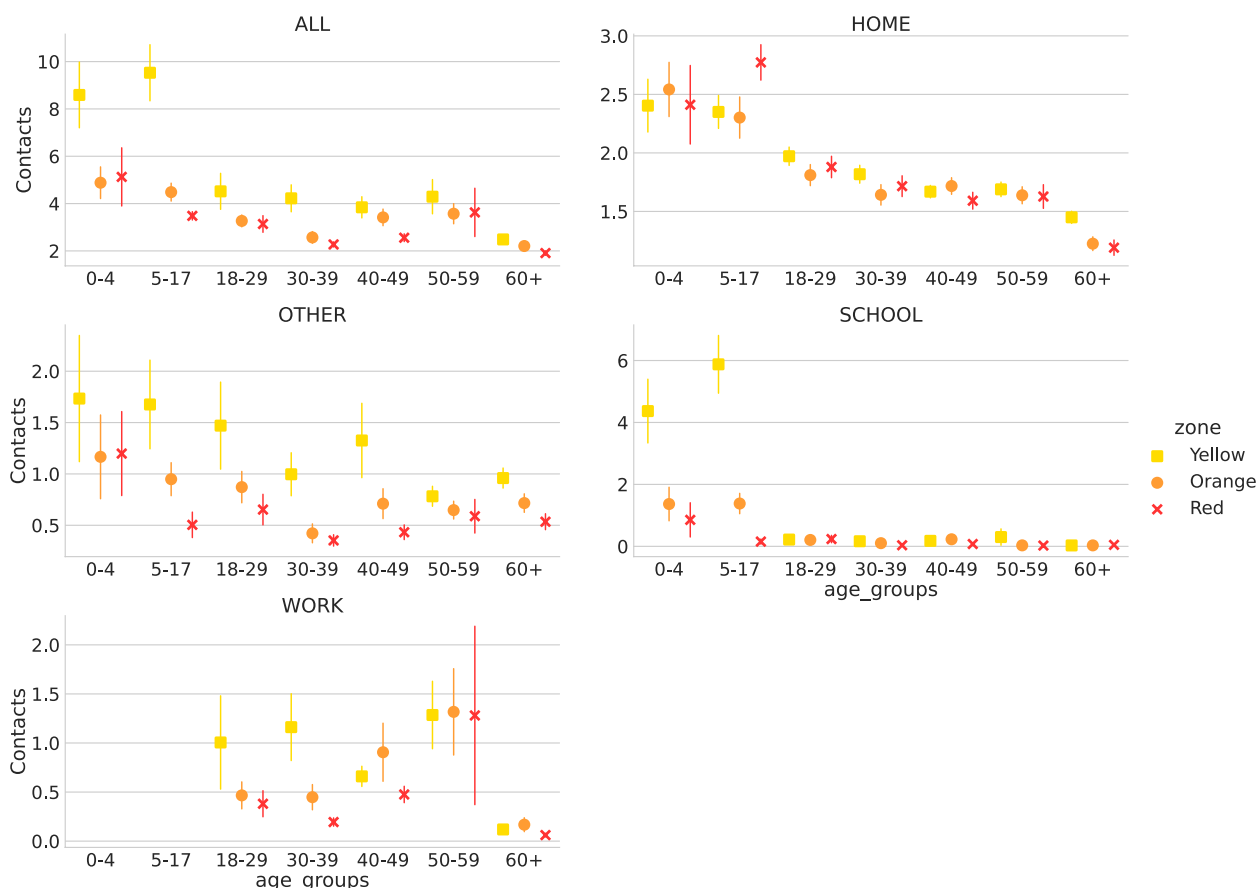 ALL
10
8
6
4
2
Contacts
0-4 5-17 18-29 30-39 40-49 50-59 60+
HOME
3.0
2.5
2.0
1.5
0-4 5-17 18-29 30-39 40-49 50-59 60+
OTHER
2.0
1.5
1.0
0.5
Contacts
0-4 5-17 18-29 30-39 40-49 50-59 60+
SCHOOL
6
4
2
0
0-4 5-17 18-29 30-39 40-49 50-59 60+
age_groups
zone
Yellow
Orange
Red
WORK
2.0
1.5
1.0
0.5
0.0
Contacts
0-4 5-17 18-29 30-39 40-49 50-59 60+
age_groups